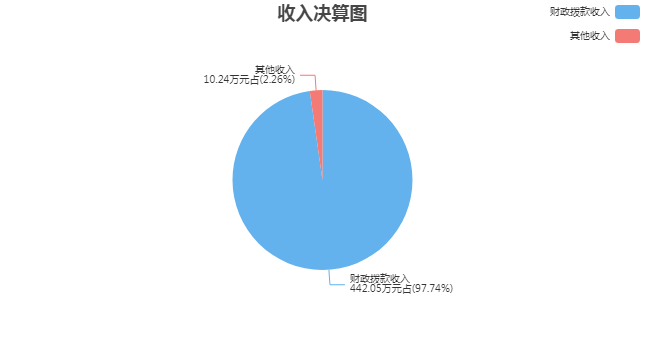 收入决算图
财政拨款收入
其他收入
其他收入
10.24万元占(2.26%)
财政拨款收入
442.05万元占(97.74%)